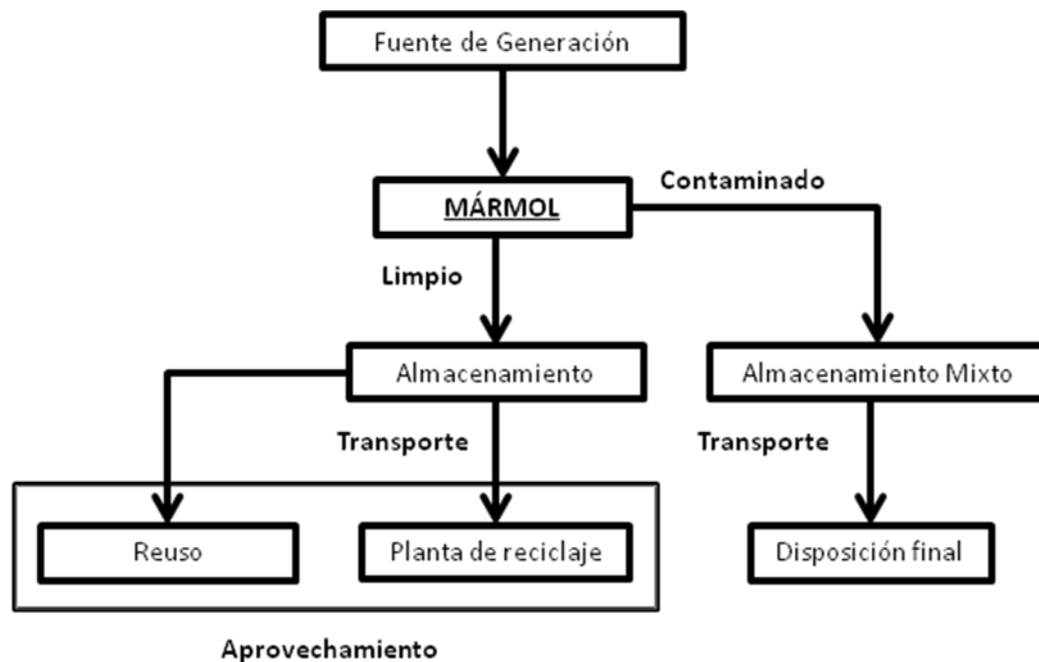 Fuente de Generación
Contaminado
MÁRMOL
Limpio
Almacenamiento
Almacenamiento Mixto
Transporte
Transporte
Reuso
Planta de reciclaje
Disposición final
Aprovechamiento